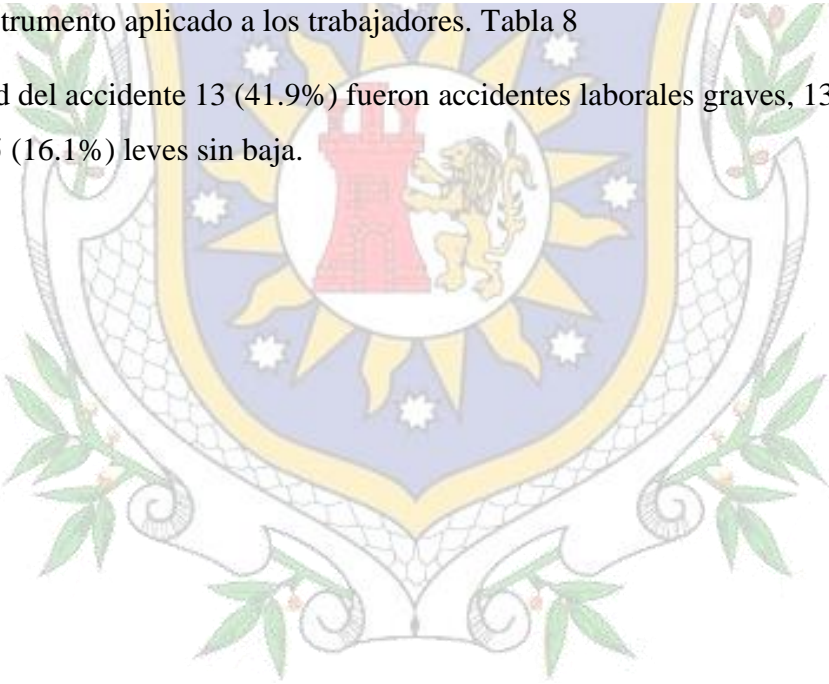 trumento aplicado a los trabajadores. Tabla 8
d del accidente 13 (41.9%) fueron accidentes laborales graves, 13
(16.1%) leves sin baja.